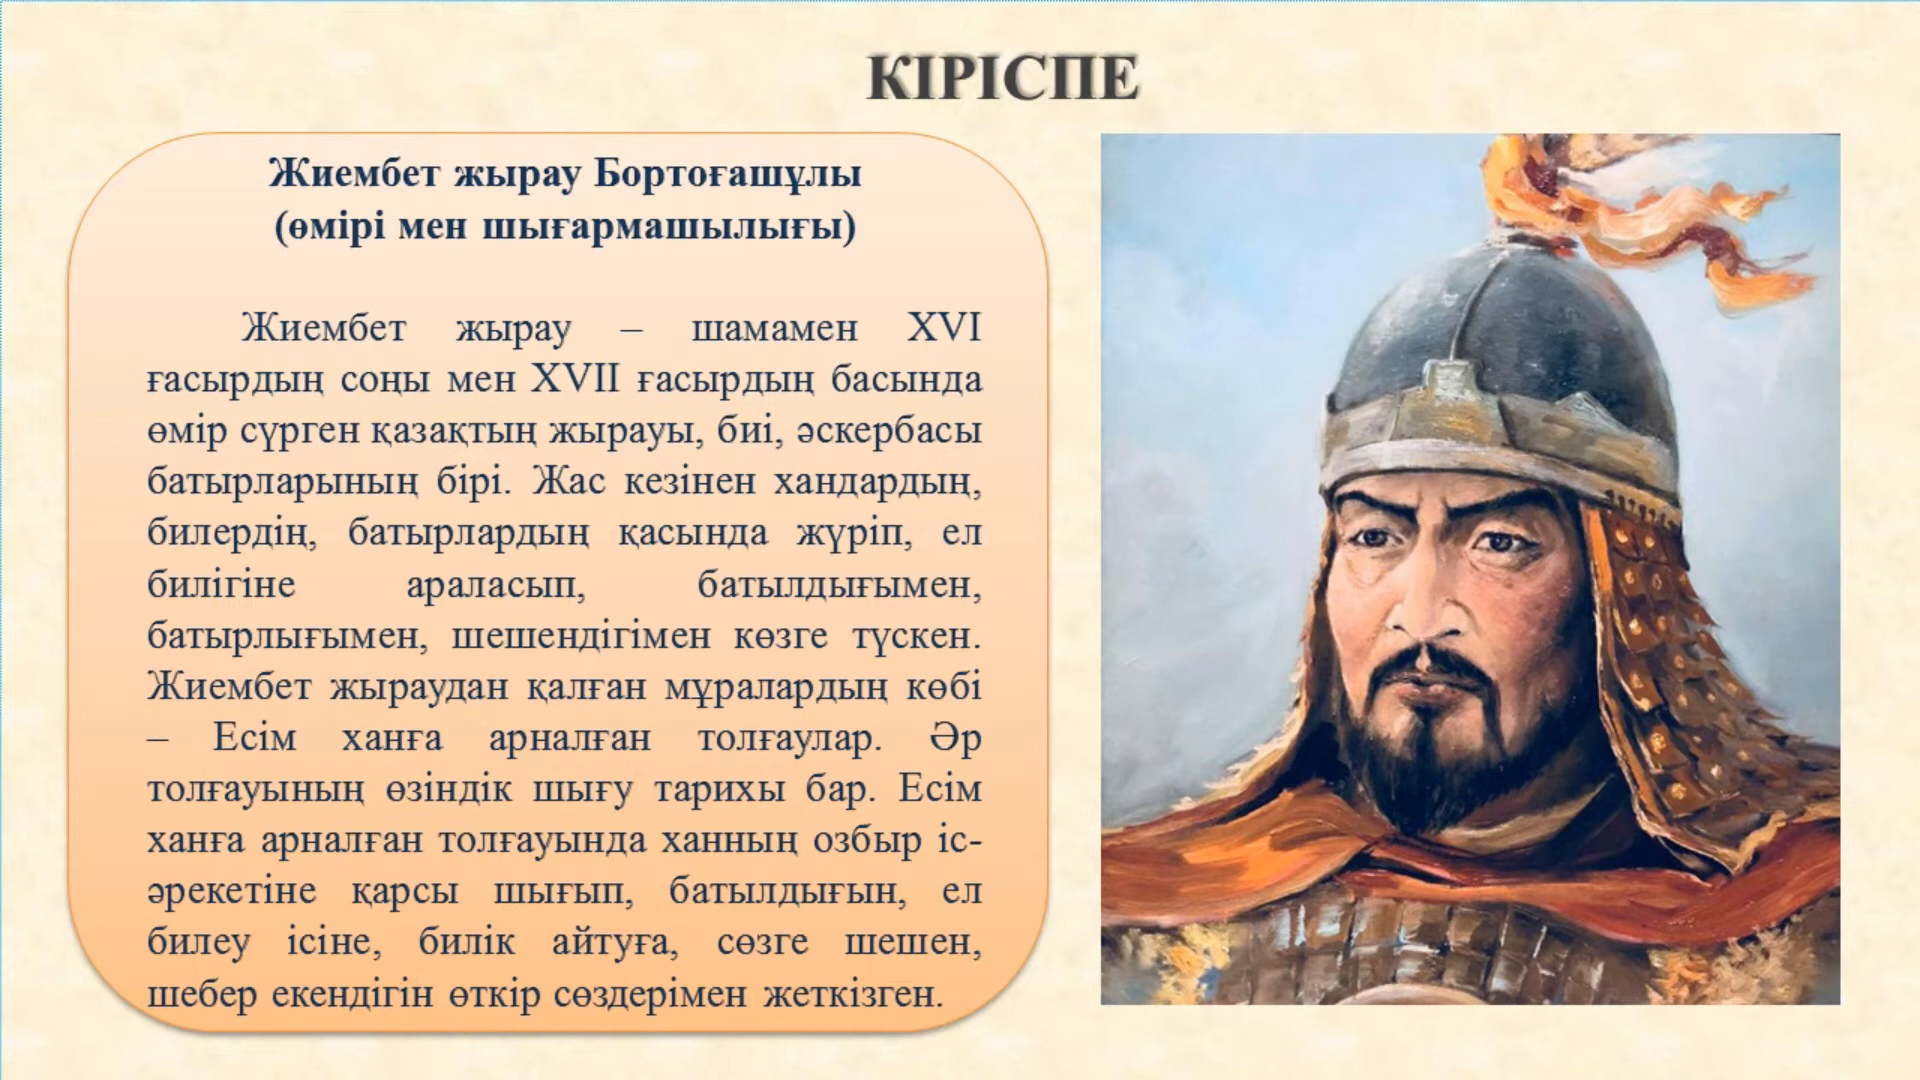 КІРІСПЕ
Жиембет жырау Бортоғашұлы
(өмірі мен шығармашылығы)
Жиембет жырау – шамамен XVI
ғасырдың соңы мен XVII ғасырдың басында
өмір сүрген қазақтың жырауы, биі, әскербасы
батырларының бірі. Жас кезінен хандардың,
билердің, батырлардың қасында жүріп, ел
билігіне араласып, батылдығымен,
батырлығымен, шешендігімен көзге түскен.
Жиембет жыраудан қалған мұралардың көбі
– Есім ханға арналған толғаулар. Әр
толғауының өзіндік шығу тарихы бар. Есім
ханға арналған толғауында ханның озбыр іс-
әрекетіне қарсы шығып, батылдығын, ел
билеу ісіне, билік айтуға, сөзге шешен,
шебер екендігін өткір сөздерімен жеткізген.